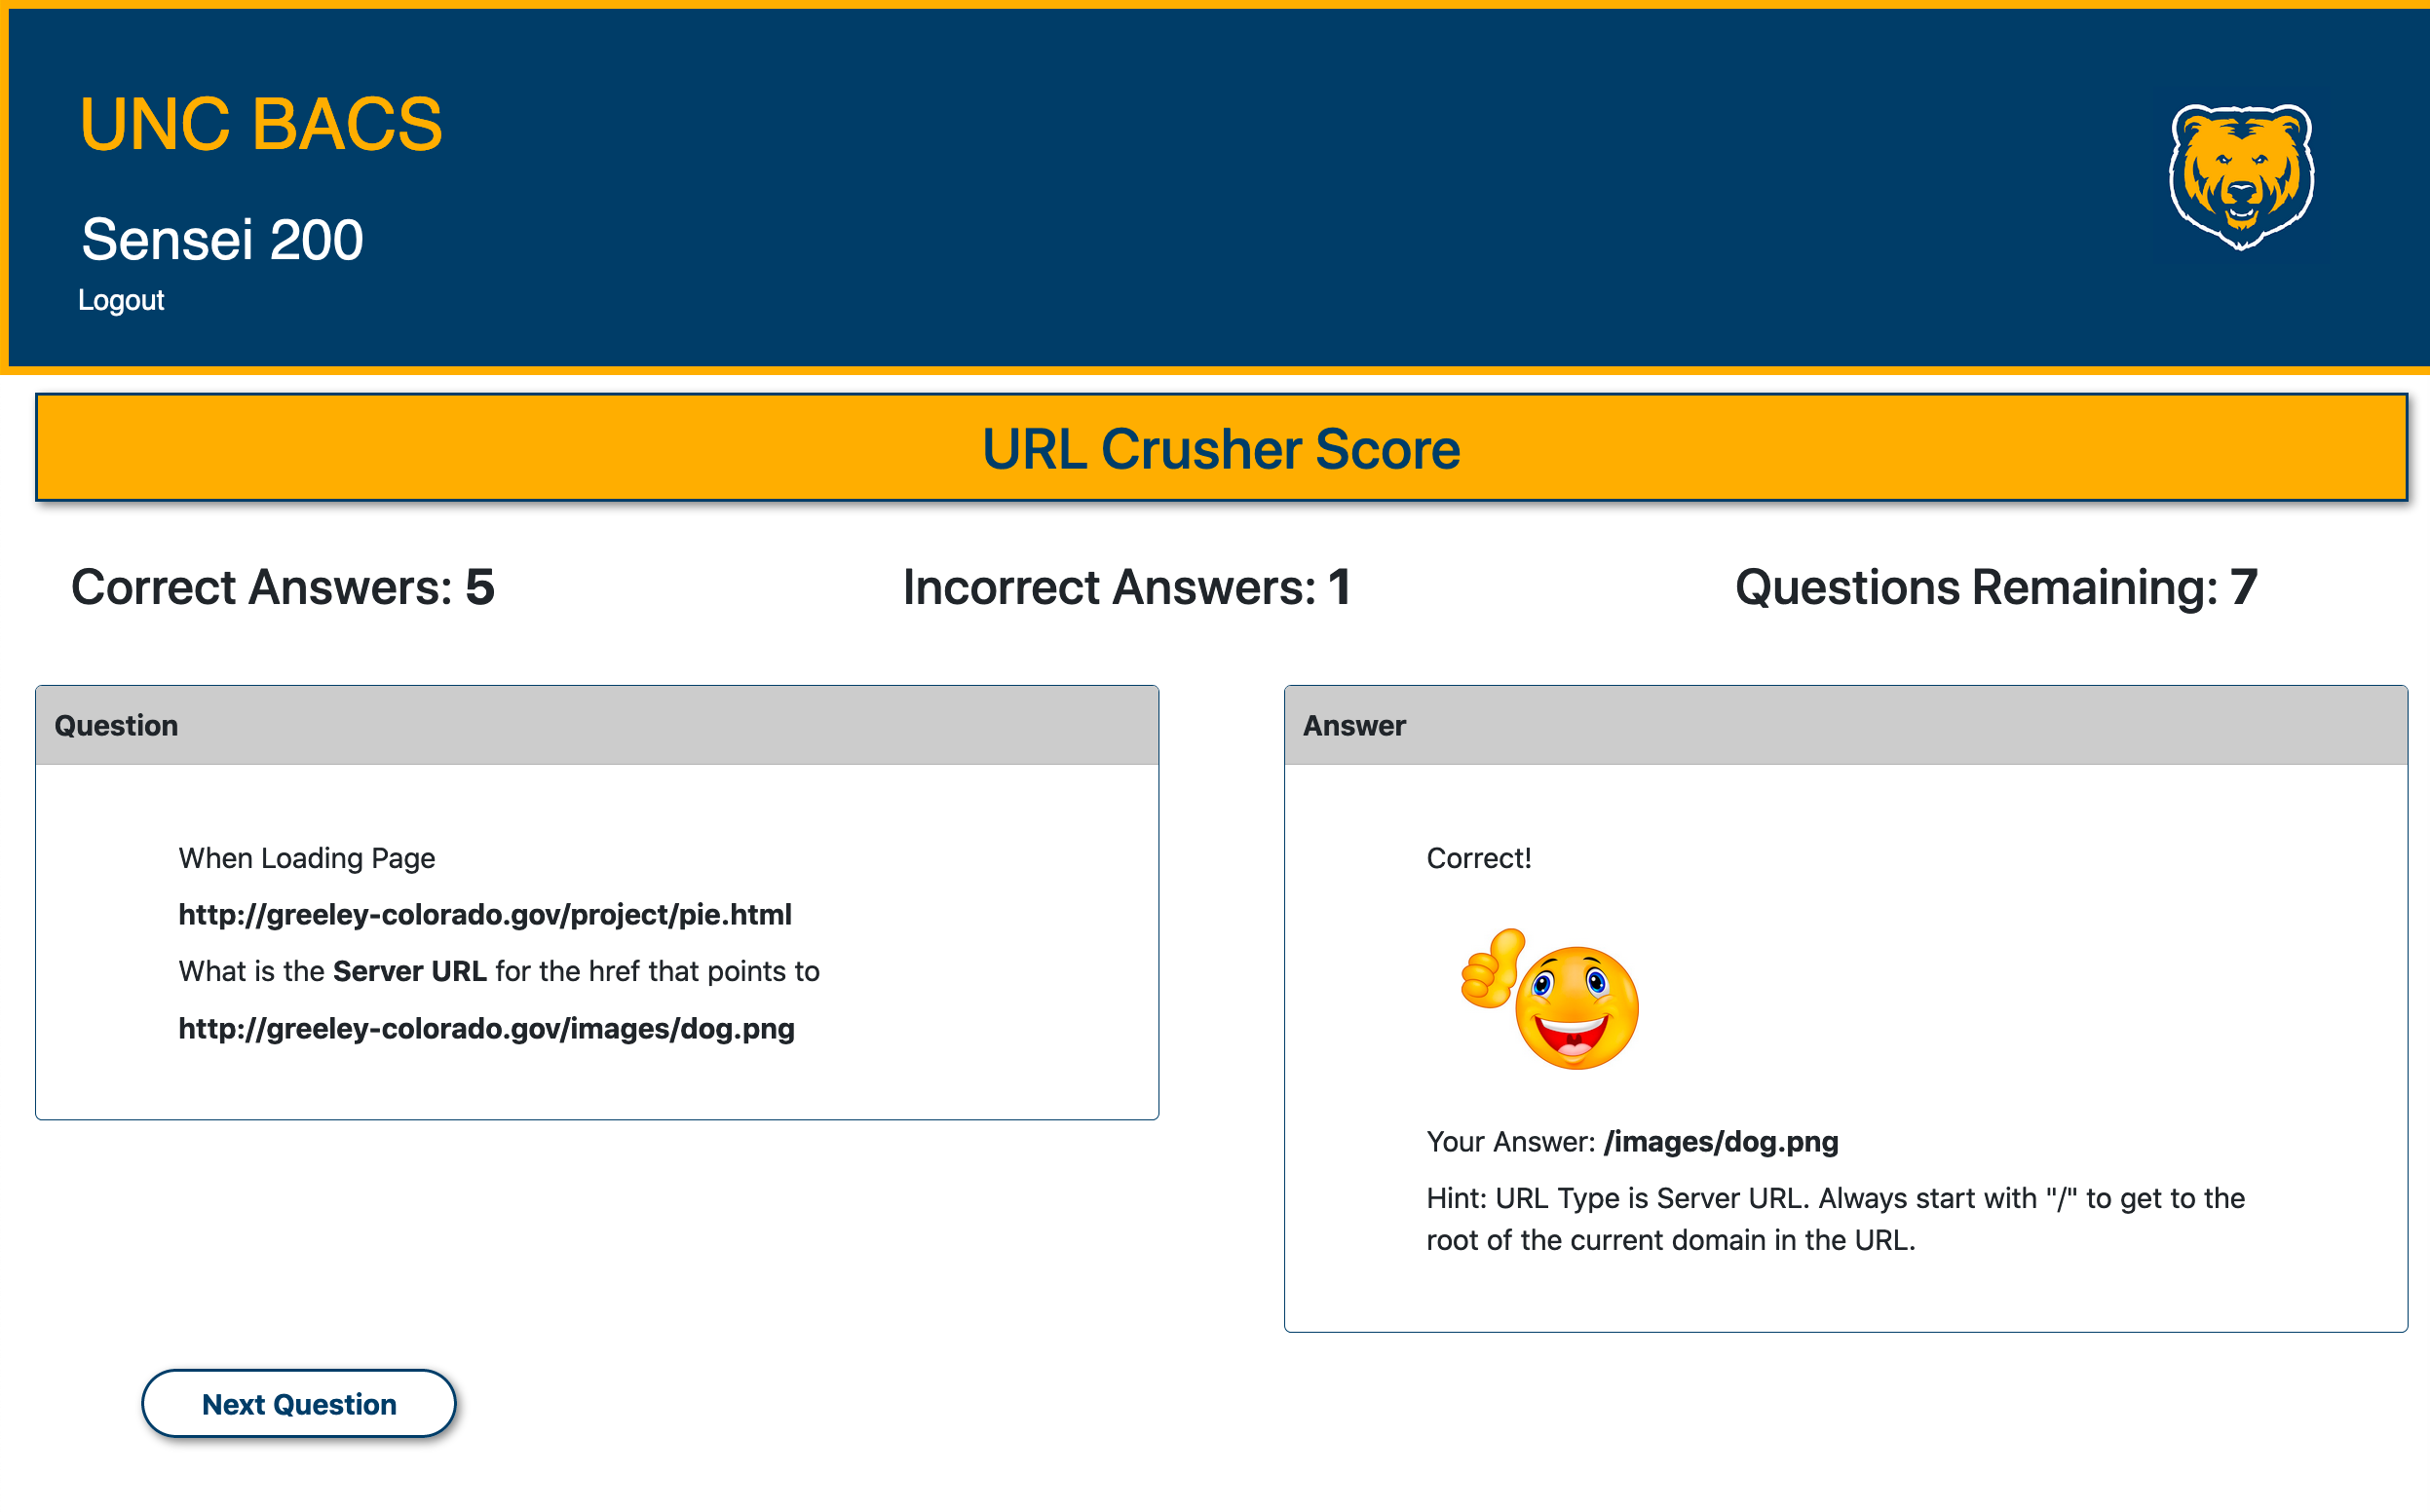 UNC BACS
Sensei 200
Logout
URL Crusher Score
Correct Answers: 5
Incorrect Answers: 1
Questions Remaining: 7
Question
When Loading Page
http://greeley-colorado.gov/project/pie.html
What is the Server URL for the href that points to
http://greeley-colorado.gov/images/dog.png
Answer
Correct!
Your Answer: /images/dog.png
Hint: URL Type is Server URL. Always start with "/" to get to the
root of the current domain in the URL.
Next Question